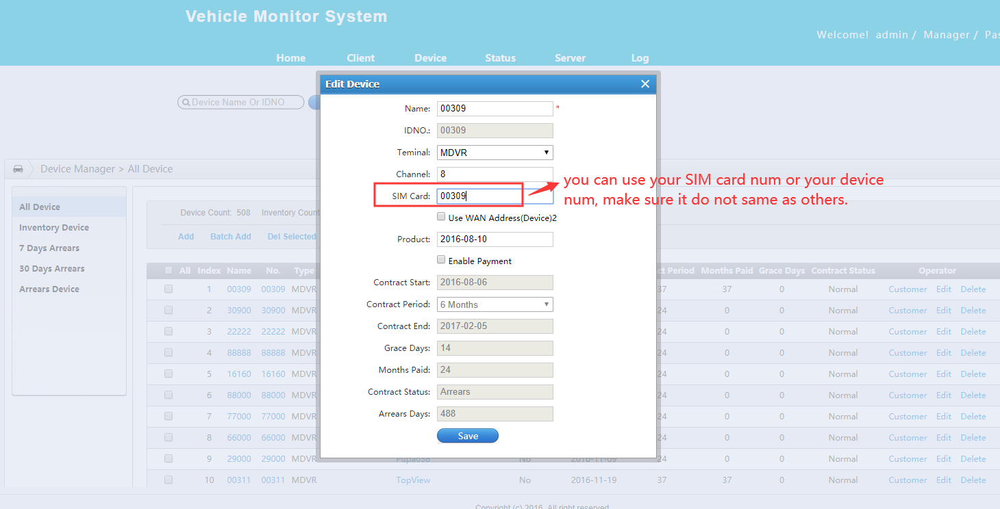 Vehicle Monitor System
Welcome! admin / Manager /
Home Client Device Status Server Log
Edit Device
Device Name Or IDNO
Name: 00309 *
IDNO.: 00309
Teminal: MDVR
Channel: 8
SIM Card: 00309
Use WAN Address(Device)2
Product: 2016-08-10
Enable Payment
Contract Start: 2016-08-06
Contract Period: 6 Months
Contract End: 2017-02-05
Grace Days: 14
Months Paid: 24
Contract Status: Arrears
Arrears Days: 488
Save
you can use your SIM card num or your device
num, make sure it do not same as others.
Device Manager > All Device
All Device
Inventory Device
7 Days Arrears
30 Days Arrears
Arrears Device
Device Count: 508 Inventory Count
Add Batch Add Del Selected
All Index Name No. Type Period Months Paid Grace Days Contract Status Operator
1 00309 00309 MDVR 37 37 0 Normal Customer Edit Delete
2 30900 30900 MDVR 24 0 0 Normal Customer Edit Delete
3 22222 22222 MDVR 24 0 0 Normal Customer Edit Delete
4 88888 88888 MDVR 24 0 0 Normal Customer Edit Delete
5 16160 16160 MDVR 24 0 0 Normal Customer Edit Delete
6 88000 88000 MDVR 24 0 0 Normal Customer Edit Delete
7 77000 77000 MDVR 24 0 0 Normal Customer Edit Delete
8 66000 66000 MDVR 24 0 0 Normal Customer Edit Delete
9 29000 29000 MDVR No 2016-11-09 24 0 0 Normal Customer Edit Delete
10 00311 00311 MDVR TopView No 2016-11-19 37 37 0 Normal Customer Edit Delete
Copyright (c) 2016 All right reserved